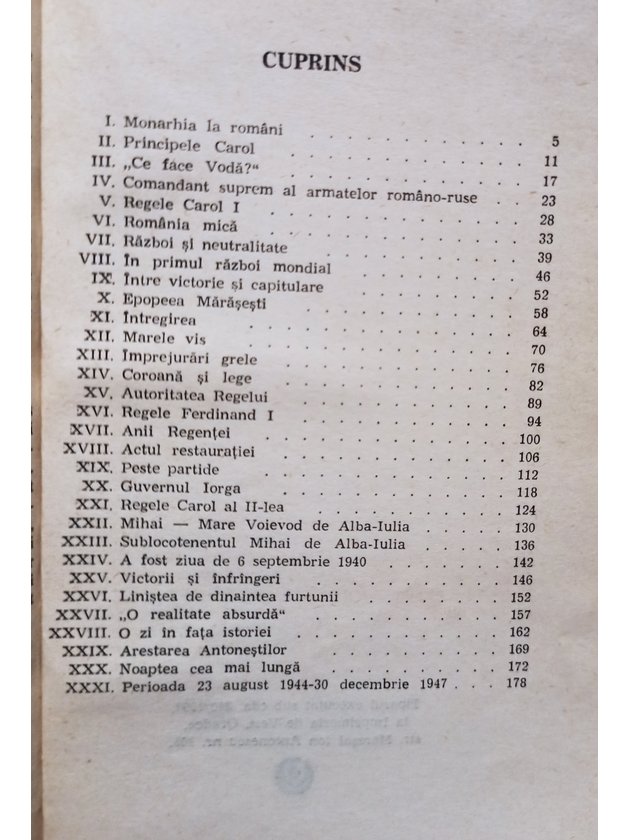 CUPRINS
I. Monarhia la români . . . . . . . . . . . . 5
II. Principele Carol . . . . . . . . . . . . . 11
III. „Ce face Vodă?“ . . . . . . . . . . . . . 17
IV. Comandant suprem al armatelor româno-ruse . . 23
V. Regele Carol I . . . . . . . . . . . . . . 28
VI. România mică . . . . . . . . . . . . . . 33
VII. Război și neutralitate . . . . . . . . . . . 39
VIII. În primul război mondial . . . . . . . . . 46
IX. Între victorie și capitulare . . . . . . . . . 52
X. Epopeea Mărășești . . . . . . . . . . . . 58
XI. Întregirea . . . . . . . . . . . . . . . 64
XII. Marele vis . . . . . . . . . . . . . . . 70
XIII. Împrejurări grele . . . . . . . . . . . . . 76
XIV. Coroană și lege . . . . . . . . . . . . . 82
XV. Autoritatea Regelui . . . . . . . . . . . . 89
XVI. Regele Ferdinand I . . . . . . . . . . . . 94
XVII. Anii Regenței . . . . . . . . . . . . . . 100
XVIII. Actul restaurației . . . . . . . . . . . . . 106
XIX. Peste partide . . . . . . . . . . . . . . 112
XX. Guvernul Iorga . . . . . . . . . . . . . 118
XXI. Regele Carol al II-lea . . . . . . . . . . . 124
XXII. Mihai — Mare Voievod de Alba-Iulia . . . . . 130
XXIII. Sublocotenentul Mihai de Alba-Iulia . . . . . 136
XXIV. A fost ziua de 6 septembrie 1940 . . . . . . 142
XXV. Victorii și înfrîngeri . . . . . . . . . . . 146
XXVI. Liniștea de dinaintea furtunii . . . . . . . . 152
XXVII. „O realitate absurdă“ . . . . . . . . . . . 157
XXVIII. O zi în fața istoriei . . . . . . . . . . . 162
XXIX. Arestarea Antoneștilor . . . . . . . . . . 169
XXX. Noaptea cea mai lungă . . . . . . . . . . 172
XXXI. Perioada 23 august 1944-30 decembrie 1947 . . . 178